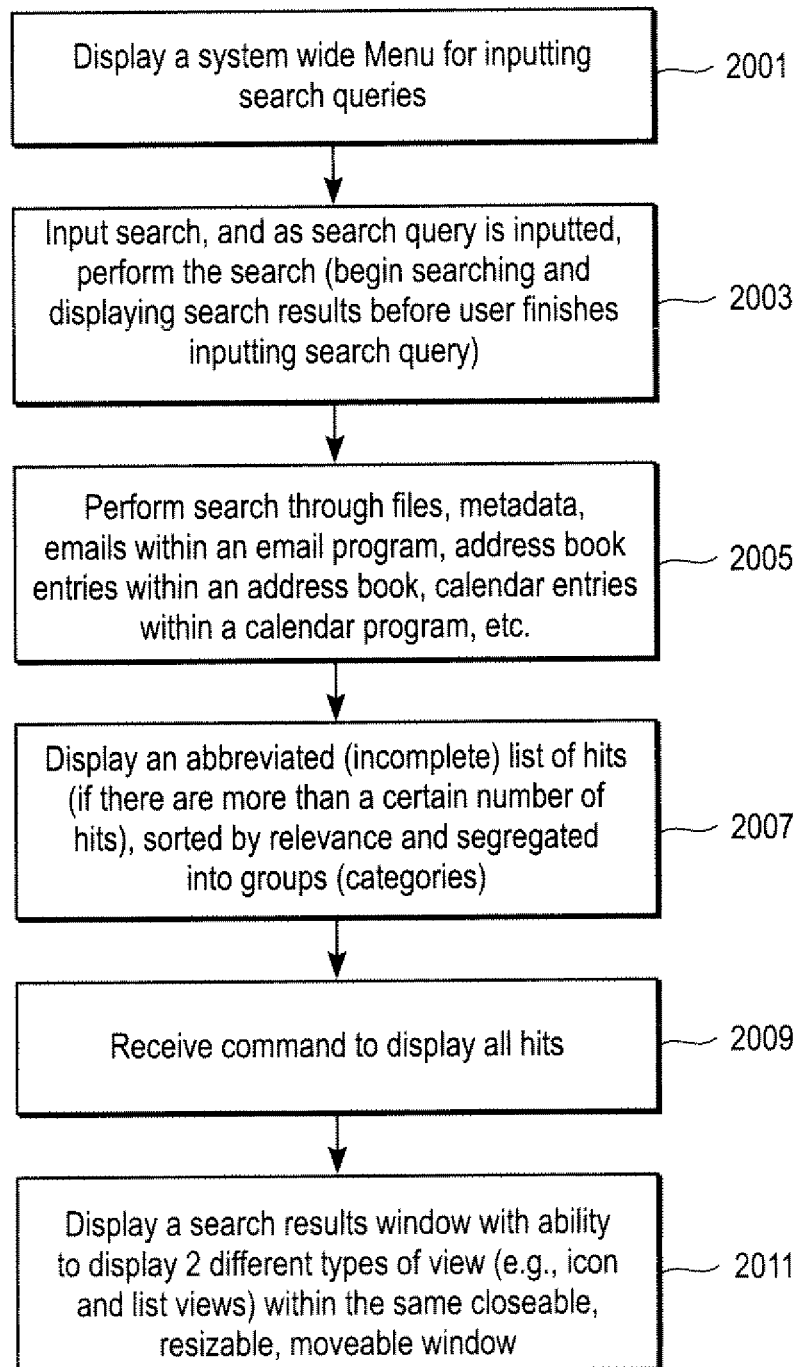 Display a system wide Menu for inputting
search queries
2001
Input search, and as search query is inputted,
perform the search (begin searching and
displaying search results before user finishes
inputting search query)
2003
Perform search through files, metadata,
emails within an email program, address book
entries within an address book, calendar entries
within a calendar program, etc.
2005
Display an abbreviated (incomplete) list of hits
(if there are more than a certain number of
hits), sorted by relevance and segregated
into groups (categories)
2007
Receive command to display all hits
2009
Display a search results window with ability
to display 2 different types of view (e.g., icon
and list views) within the same closeable,
resizable, moveable window
2011